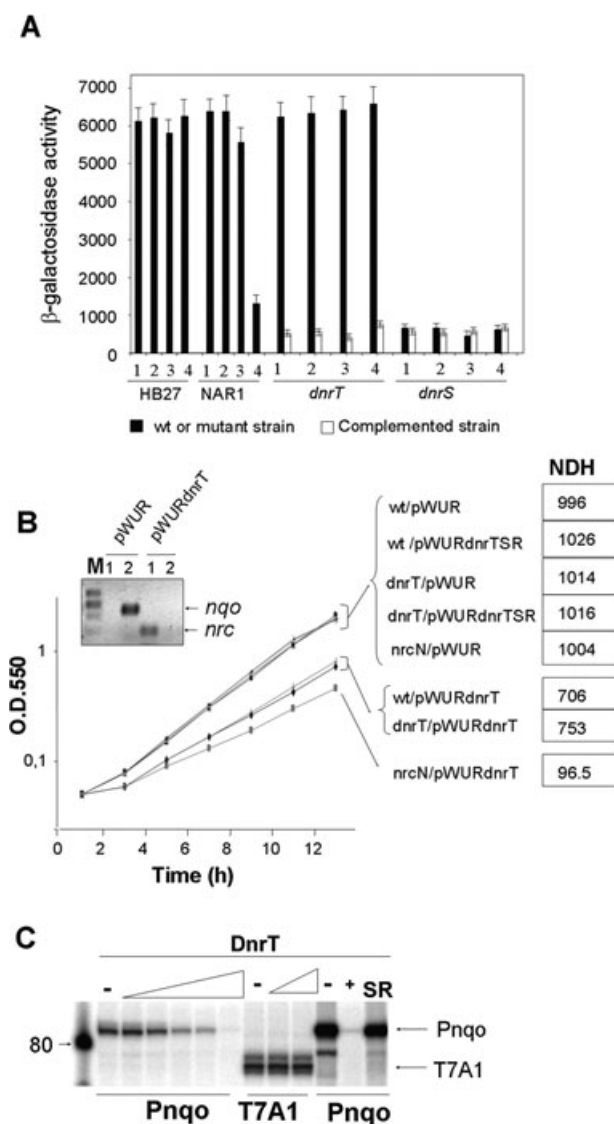 A
β-galactosidase activity
7000
6000
5000
4000
3000
2000
1000
0
1 2 3 4 1 2 3 4 1 2 3 4 1 2 3 4
HB27 NAR1 dnrT dnrS
wt or mutant strain Complemented strain
B
pWUR pWURdnrT
M 1 2 1 2
nqo
nrc
O.D.550
1
0,1
0 2 4 6 8 10 12
Time (h)
NDH
wt/pWUR 996
wt /pWURdnrTSR 1026
dnrT/pWUR 1014
dnrT/pWURdnrTSR 1016
nrcN/pWUR 1004
wt/pWURdnrT 706
dnrT/pWURdnrT 753
nrcN/pWURdnrT 96.5
C
DnrT
- - - + SR
80
Pnqo
T7A1
Pnqo T7A1 Pnqo